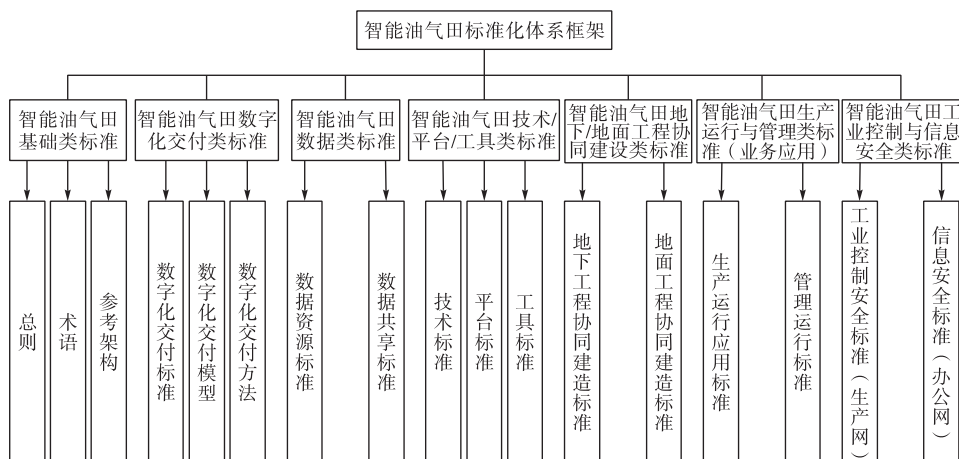 智能油气田标准化体系框架
智能油气田
基础类标准
智能油气田数字
化交付类标准
智能油气田
数据类标准
智能油气田技术/
平台/工具类标准
智能油气田地
下/地面工程协
同建设类标准
智能油气田生产
运行与管理类标
准（业务应用）
智能油气田工
业控制与信息
安全类标准
总则
术语
参考架构
数字化交付标准
数字化交付模型
数字化交付方法
数据资源标准
数据共享标准
技术标准
平台标准
工具标准
地下工程协同建造标准
地面工程协同建造标准
生产运行应用标准
管理运行标准
工业控制安全标准（生产网）
信息安全标准（办公网）